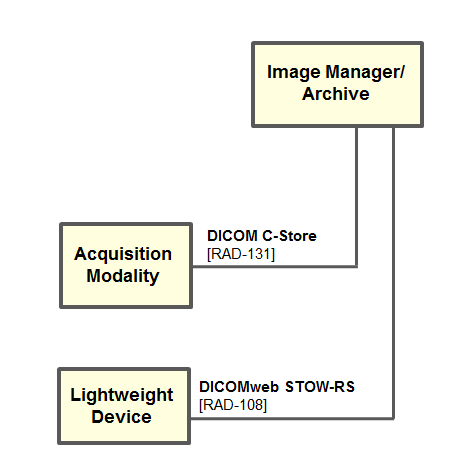 Image Manager/
Archive
DICOM C-Store
[RAD-131]
Acquisition
Modality
DICOMweb STOW-RS
[RAD-108]
Lightweight
Device